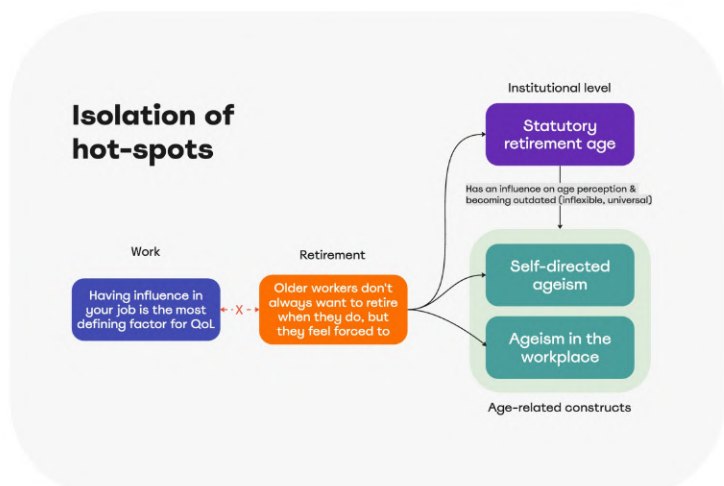 Isolation of
hot-spots
Institutional level
Statutory
retirement age
Has an influence on age perception &
becoming outdated (inflexible, universal)
Work
Having influence in
your job is the most
defining factor for QoL
X
Retirement
Older workers don't
always want to retire
when they do, but
they feel forced to
Self-directed
ageism
Ageism in the
workplace
Age-related constructs